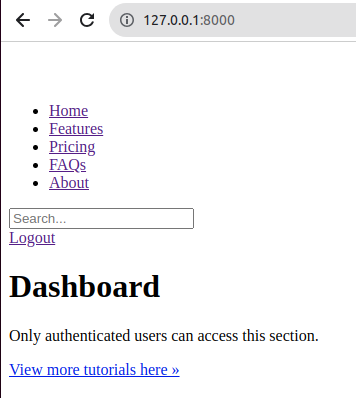 127.0.0.1:8000
Home
Features
Pricing
FAQs
About
Search...
Logout
Dashboard
Only authenticated users can access this section.
View more tutorials here »